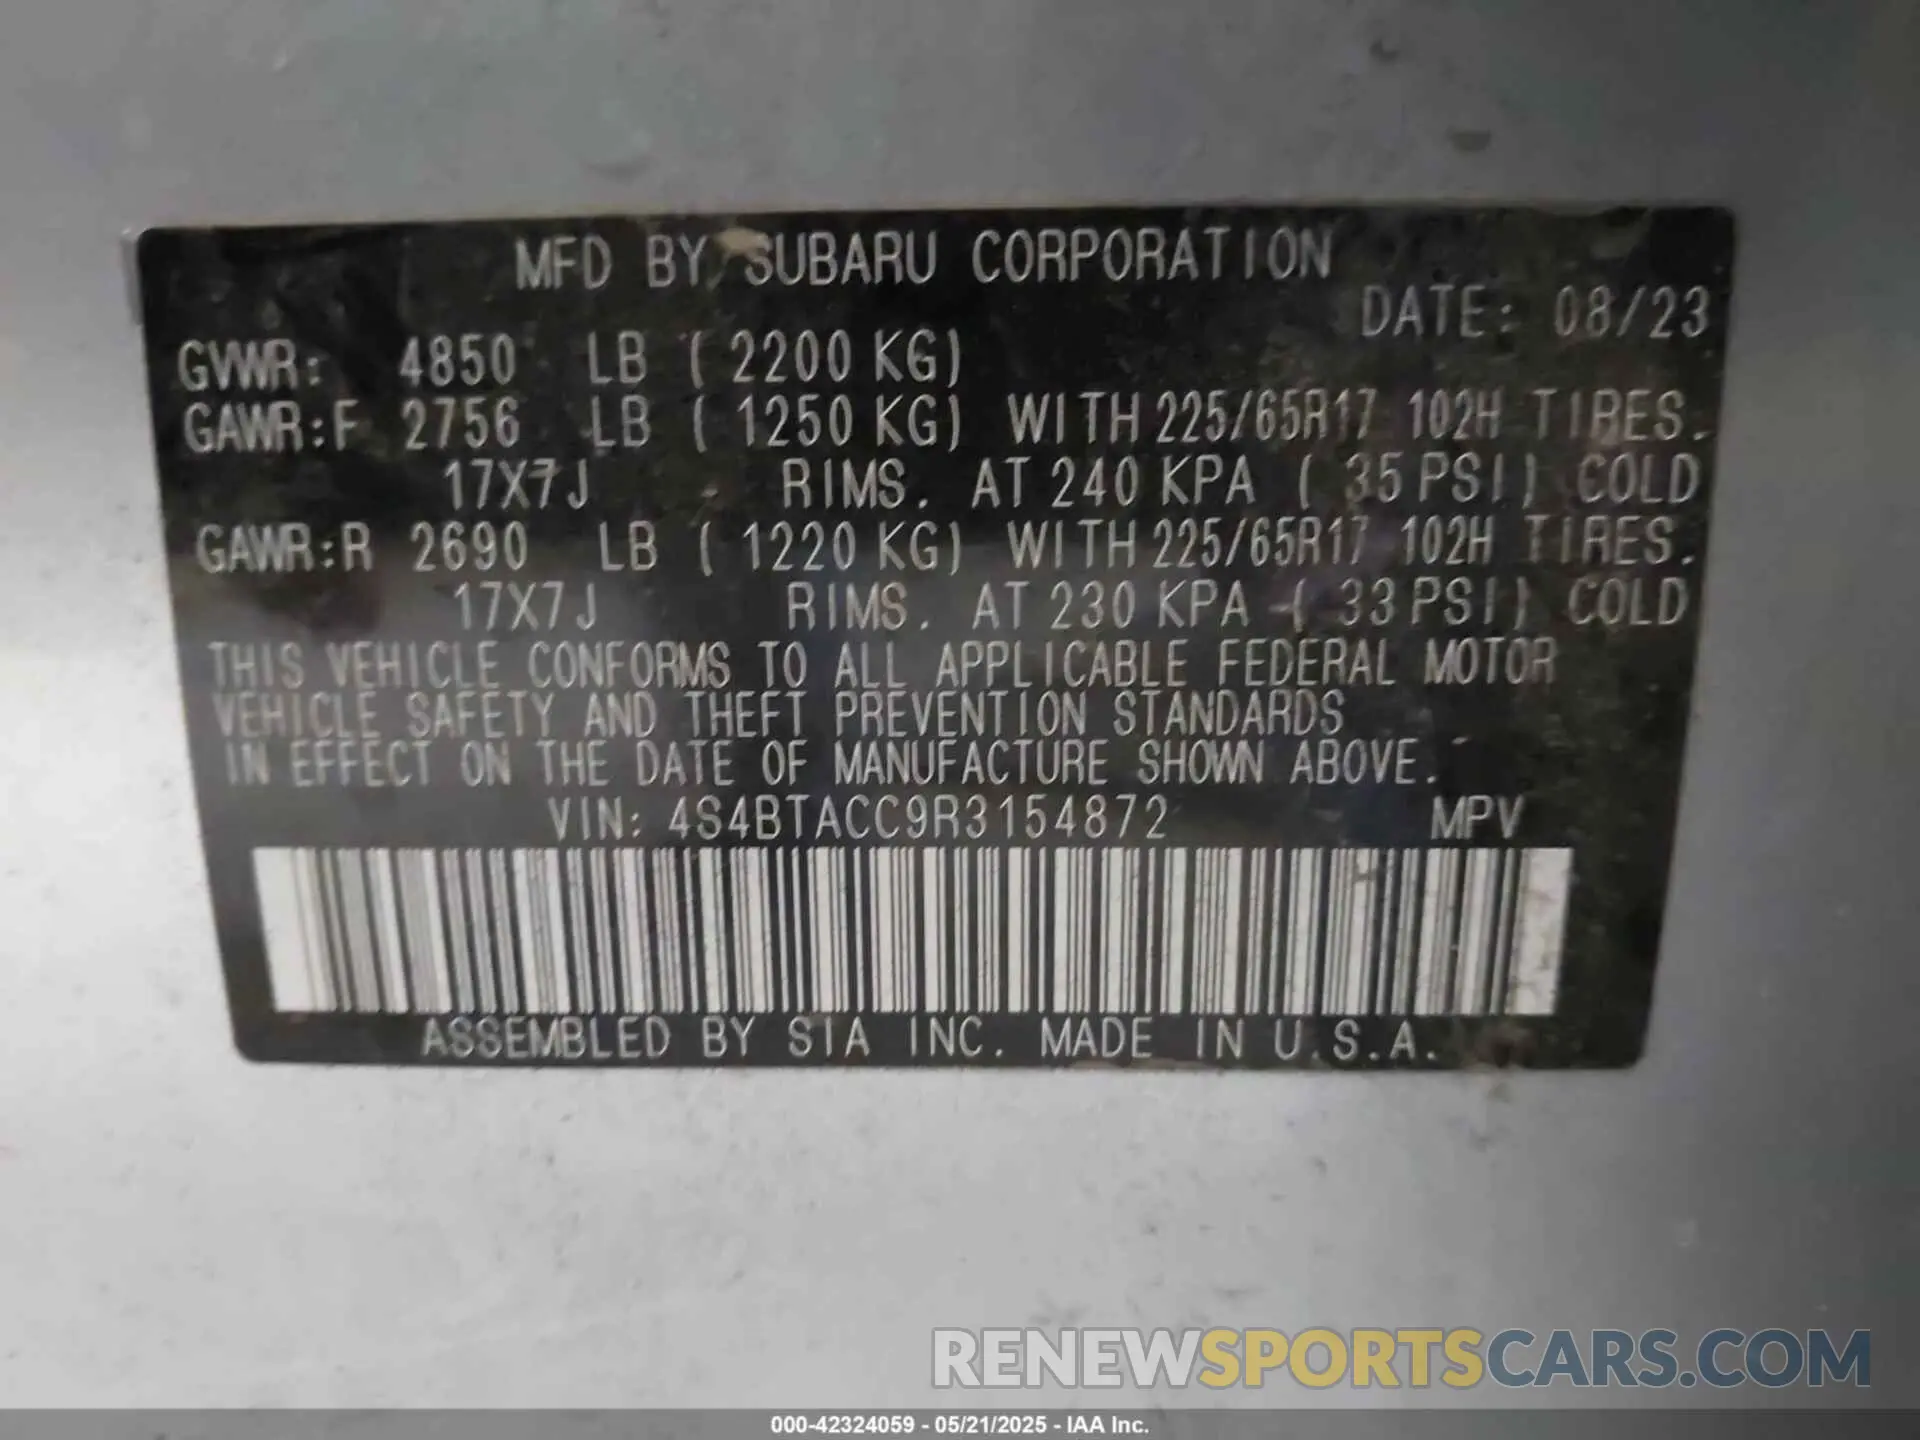 MFD BY SUBARU CORPORATION
DATE: 08/23
GVWR: 4850 LB ( 2200 KG)
GAWR:F 2756 LB ( 1250 KG) WITH 225/65R17 102H TIRES.
17X7J RIMS. AT 240 KPA ( 35 PSI) COLD
GAWR:R 2690 LB ( 1220 KG) WITH 225/65R17 102H TIRES.
17X7J RIMS. AT 230 KPA ( 33 PSI) COLD
THIS VEHICLE CONFORMS TO ALL APPLICABLE FEDERAL MOTOR
VEHICLE SAFETY AND THEFT PREVENTION STANDARDS
IN EFFECT ON THE DATE OF MANUFACTURE SHOWN ABOVE.
VIN: 4S4BTACC9R3154872 MPV
ASSEMBLED BY SIA INC. MADE IN U.S.A.
RENEWSPORTSCARS.COM
000-42324059 - 05/21/2025 - IAA Inc.